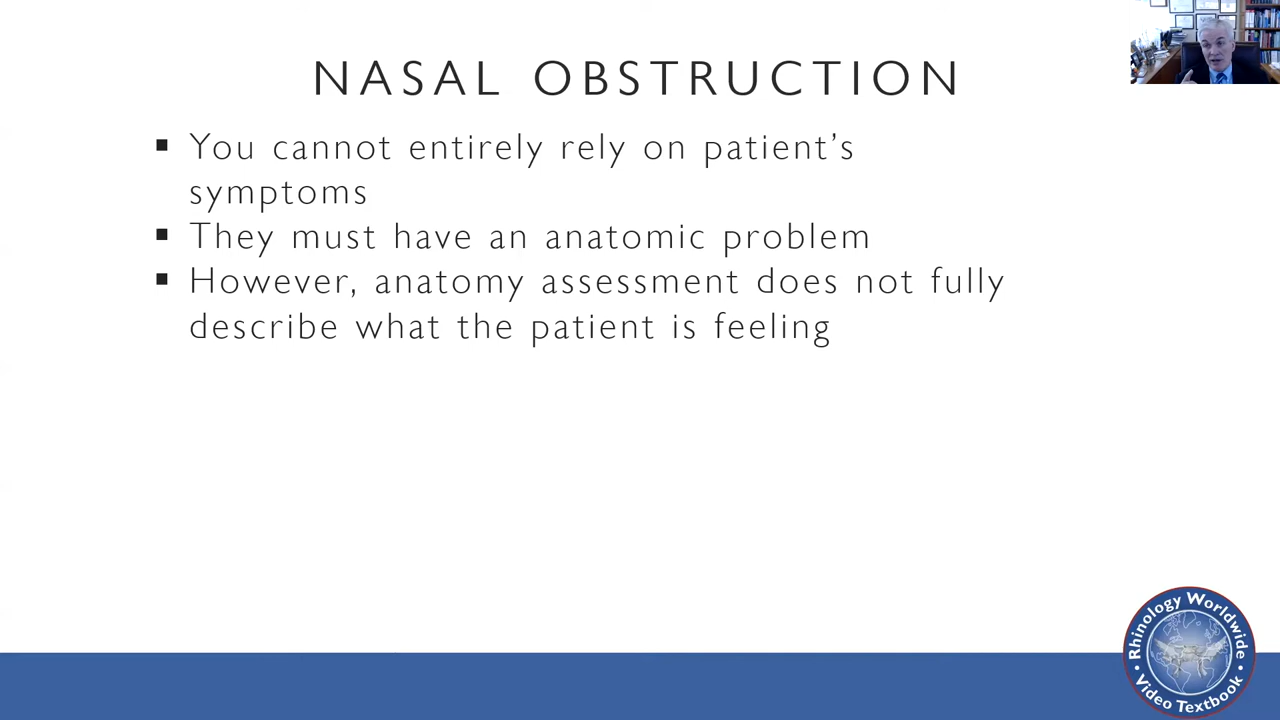 NASAL OBSTRUCTION
▪ You cannot entirely rely on patient’s
symptoms
▪ They must have an anatomic problem
▪ However, anatomy assessment does not fully
describe what the patient is feeling
Rhinology Worldwide
• Video Textbook •